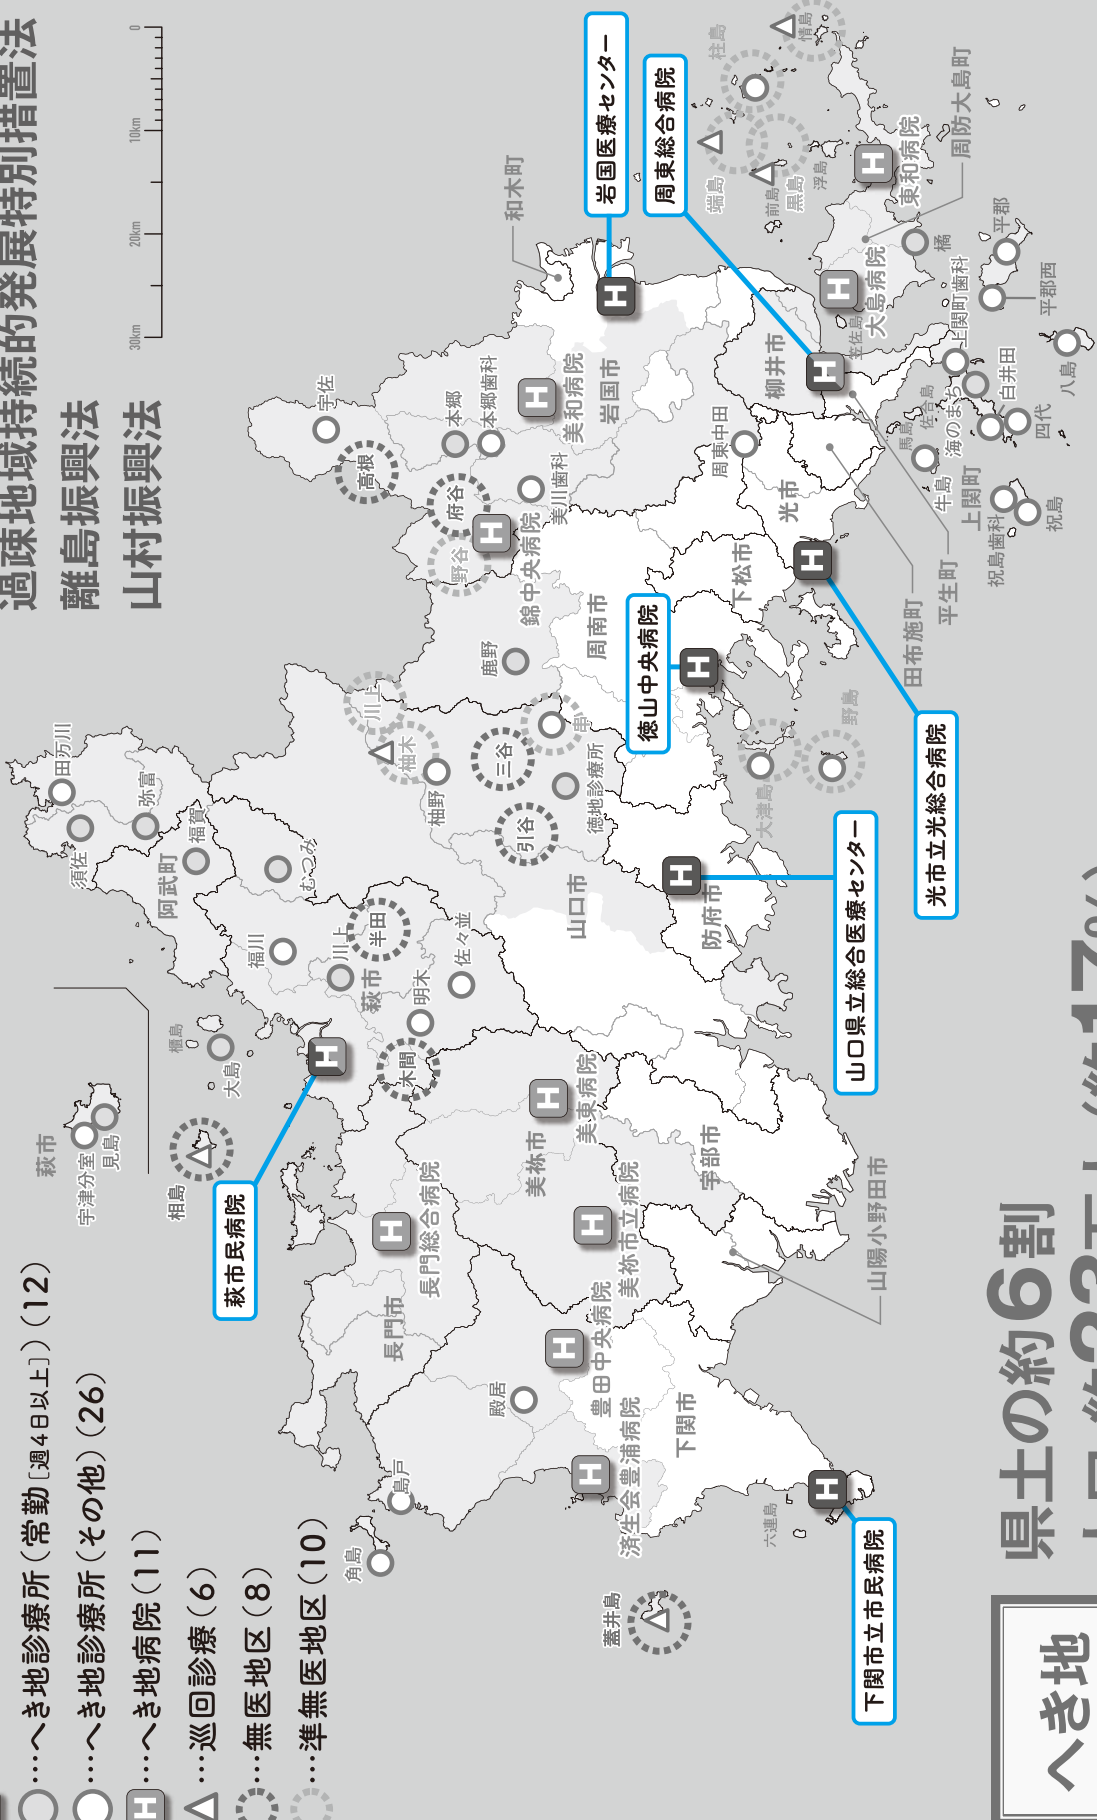 過疎地域持続的発展特別措置法
離島振興法
山村振興法
0
10km
20km
30km
…へき地診療所（常勤［週4日以上］）（12）
…へき地診療所（その他）（26）
…へき地病院（11）
…巡回診療（6）
…無医地区（8）
…準無医地区（10）
萩市
宇津分室
見島
相島
櫃島
大島
萩市民病院
須佐
田万川
弥富
阿武町
福賀
むつみ
福川
川上
萩市
半田
明木
佐々並
木間
長門市
長門総合病院
角島
島戸
殿居
蓋井島
豊田中央病院
済生会豊浦病院
下関市
六連島
下関市立市民病院
美祢市
美東病院
美祢市立病院
宇部市
山陽小野田市
山口市
川上
柚木
柚野
三谷
引谷
串
徳地診療所
防府市
山口県立総合医療センター
鹿野
周南市
徳山中央病院
大津島
野島
下松市
光市
光市立光総合病院
宇佐
高根
本郷
本郷歯科
府谷
野谷
錦中央病院
美川歯科
美和病院
岩国市
和木町
岩国医療センター
周東総合病院
周東中田
柳井市
田布施町
平生町
柱島
端島
情島
前島
黒島
浮島
東和病院
周防大島町
大島病院
橘
笠佐島
平郡
平郡西
上関町歯科
海のまち
白井田
四代
八島
佐合島
馬島
牛島
上関町
祝島歯科
祝島
県土の約6割
へき地